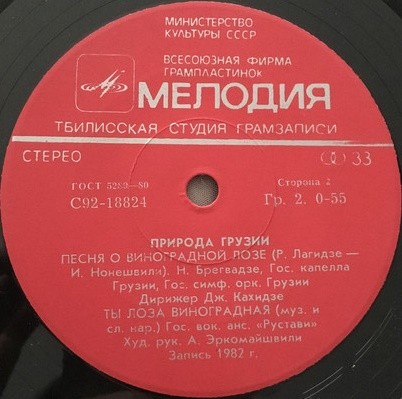 МИНИСТЕРСТВО
КУЛЬТУРЫ СССР
ВСЕСОЮЗНАЯ ФИРМА
ГРАМПЛАСТИНОК
МЕЛОДИЯ
ТБИЛИССКАЯ СТУДИЯ ГРАМЗАПИСИ
СТЕРЕО
33
ГОСТ 5289—80
Сторона 2
С92-18824
Гр. 2. 0-55
ПРИРОДА ГРУЗИИ
ПЕСНЯ О ВИНОГРАДНОЙ ЛОЗЕ (Р. Лагидзе —
И. Нонешвили). Н. Брегвадзе, Гос. капелла
Грузии, Гос. симф. орк. Грузии
Дирижер Дж. Кахидзе
ТЫ ЛОЗА ВИНОГРАДНАЯ (муз. и
сл. нар.) Гос. вок. анс. «Рустави»
Худ. рук. А. Эркомайшвили
Запись 1982 г.